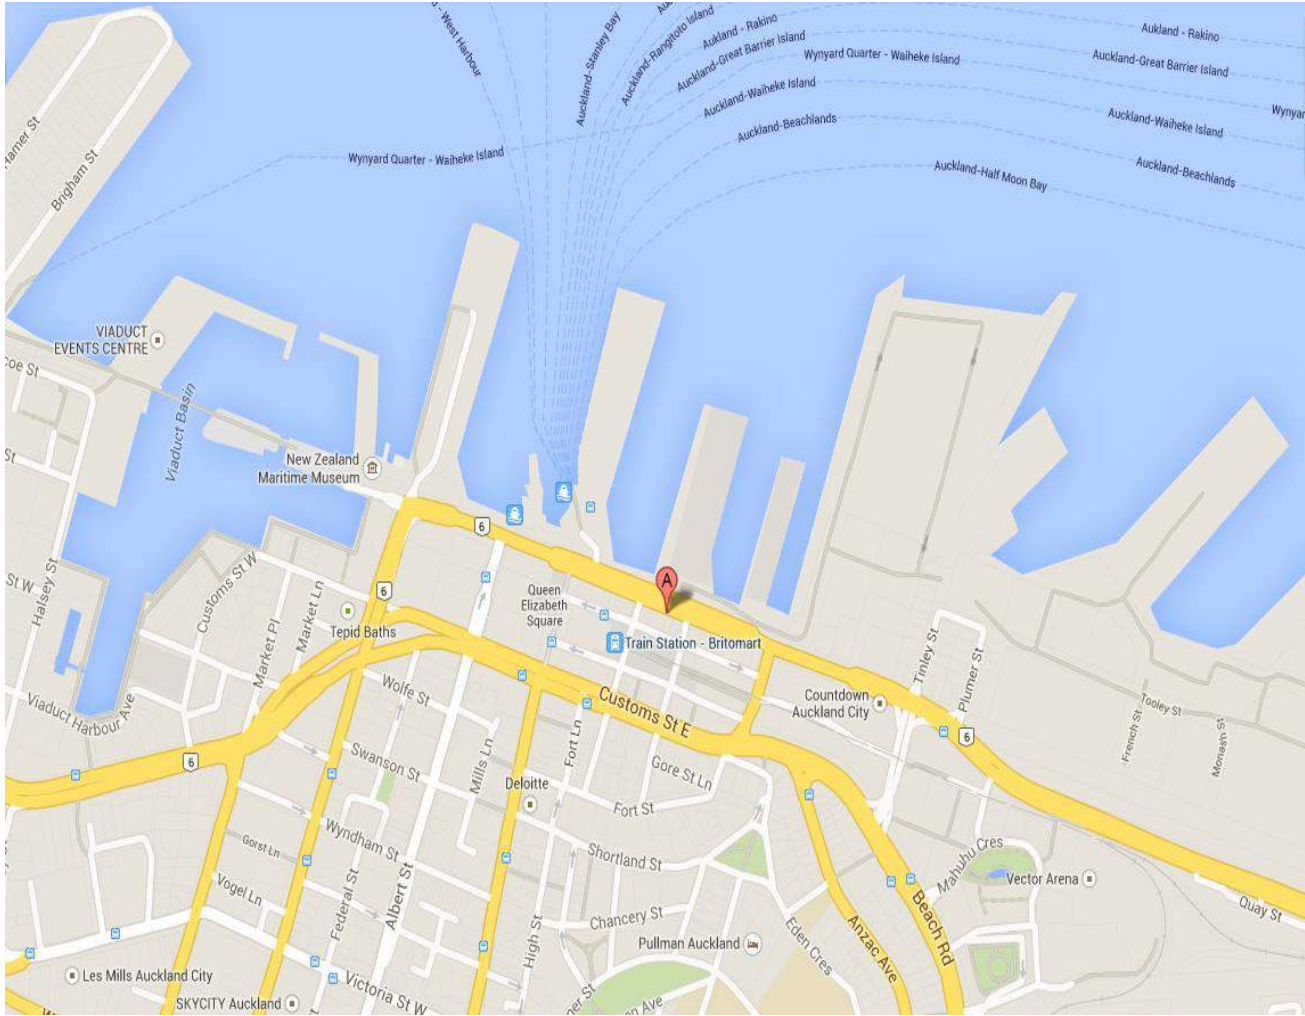 West Harbour
Auckland-Stanley Bay
Auckland-Rangitoto Island
Aukland - Rakino
Auckland-Great Barrier Island
Wynyard Quarter - Waiheke Island
Auckland-Waiheke Island
Auckland-Beachlands
Auckland-Half Moon Bay
Aukland - Rakino
Auckland-Great Barrier Island
Auckland-Waiheke Island
Auckland-Beachlands
Wynyard Quarter - Waiheke Island
Hamer St
Brigham St
VIADUCT
EVENTS CENTRE
Viaduct Basin
New Zealand
Maritime Museum
6
6
6
6
A
Halsey St
St W
St
Customs St W
Market Pl
Market Ln
Tepid Baths
Queen
Elizabeth
Square
Train Station - Britomart
Viaduct Harbour Ave
Wolfe St
Swanson St
Mills Ln
Fort Ln
Customs St E
Gore St Ln
Fort St
Deloitte
Countdown
Auckland City
Tinley St
Plumer St
French St
Tooley St
Monash St
Gorst Ln
Wyndham St
Vogel Ln
Federal St
Albert St
Shortland St
Chancery St
High St
Pullman Auckland
Eden Cres
Anzac Ave
Beach Rd
Mahuhu Cres
Vector Arena
Quay St
Les Mills Auckland City
SKYCITY Auckland
Victoria St W